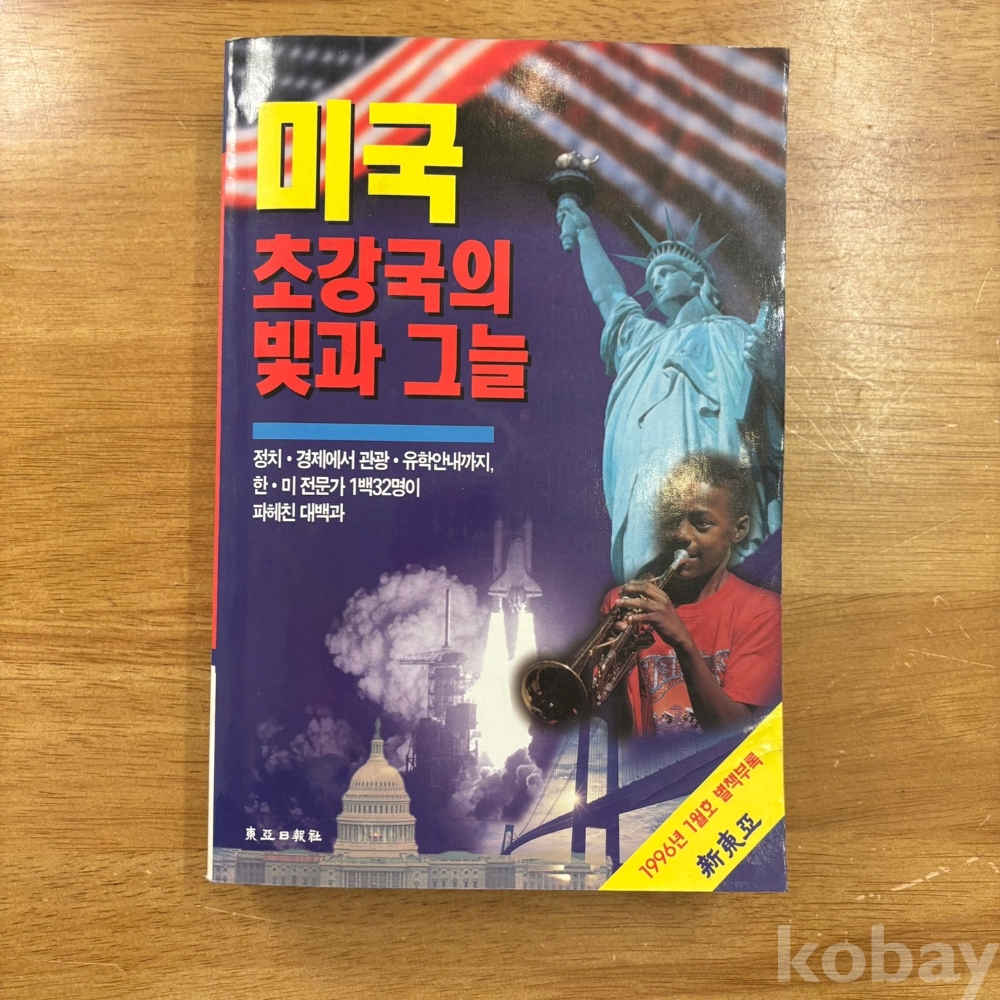 미국
초강국의
빛과 그늘
정치·경제에서 관광·유학안내까지,
한·미 전문가 1백32명이
파헤친 대백과
1996년 1월호 별책부록
新東亞
東亞日報社
kobay